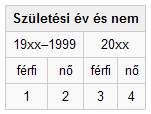 Születési év és nem
19xx–1999 20xx
férfi nő férfi nő
1 2 3 4